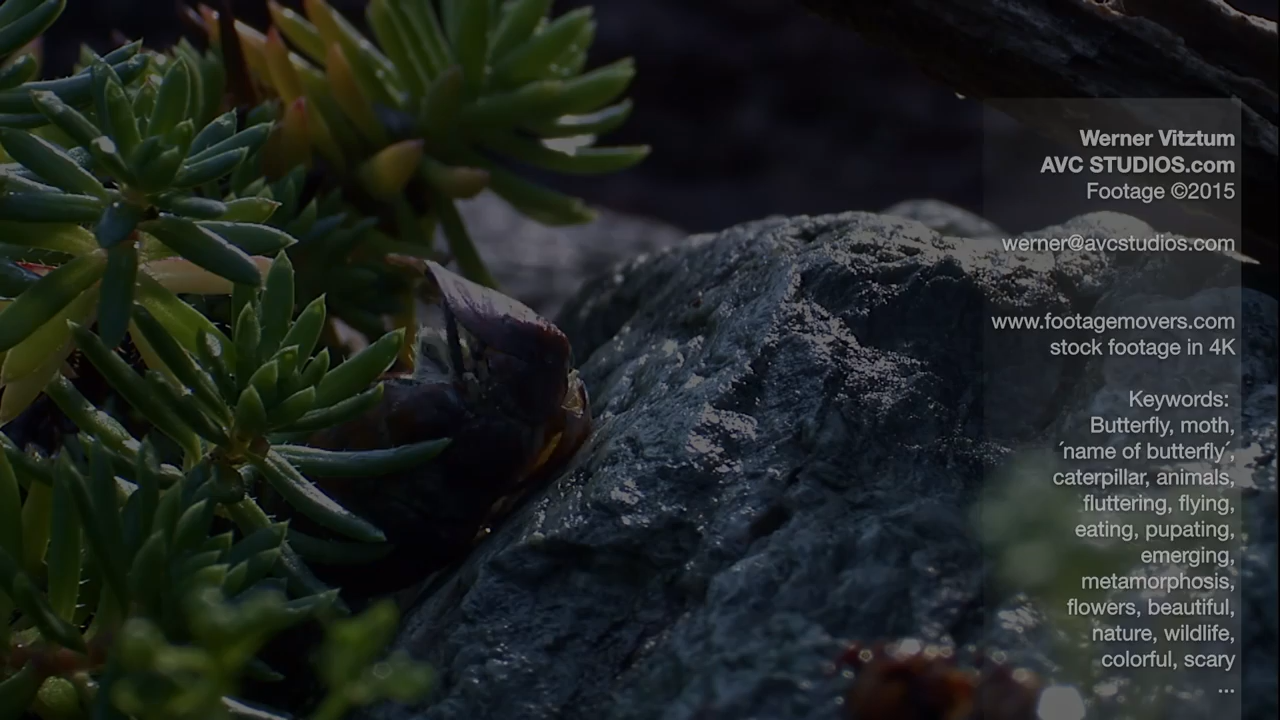 Werner Vitztum
AVC STUDIOS.com
Footage ©2015
werner@avcstudios.com
www.footagemovers.com
stock footage in 4K
Keywords:
Butterfly, moth,
´name of butterfly´,
caterpillar, animals,
fluttering, flying,
eating, pupating,
emerging,
metamorphosis,
flowers, beautiful,
nature, wildlife,
colorful, scary
...